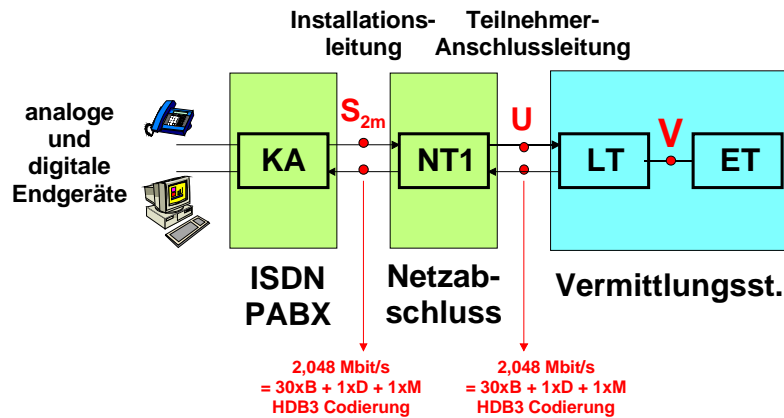 Installations-
leitung
Teilnehmer-
Anschlussleitung
analoge
und
digitale
Endgeräte
S2m
U
V
KA
NT1
LT
ET
ISDN
PABX
Netzab-
schluss
Vermittlungsst.
2,048 Mbit/s
= 30xB + 1xD + 1xM
HDB3 Codierung
2,048 Mbit/s
= 30xB + 1xD + 1xM
HDB3 Codierung